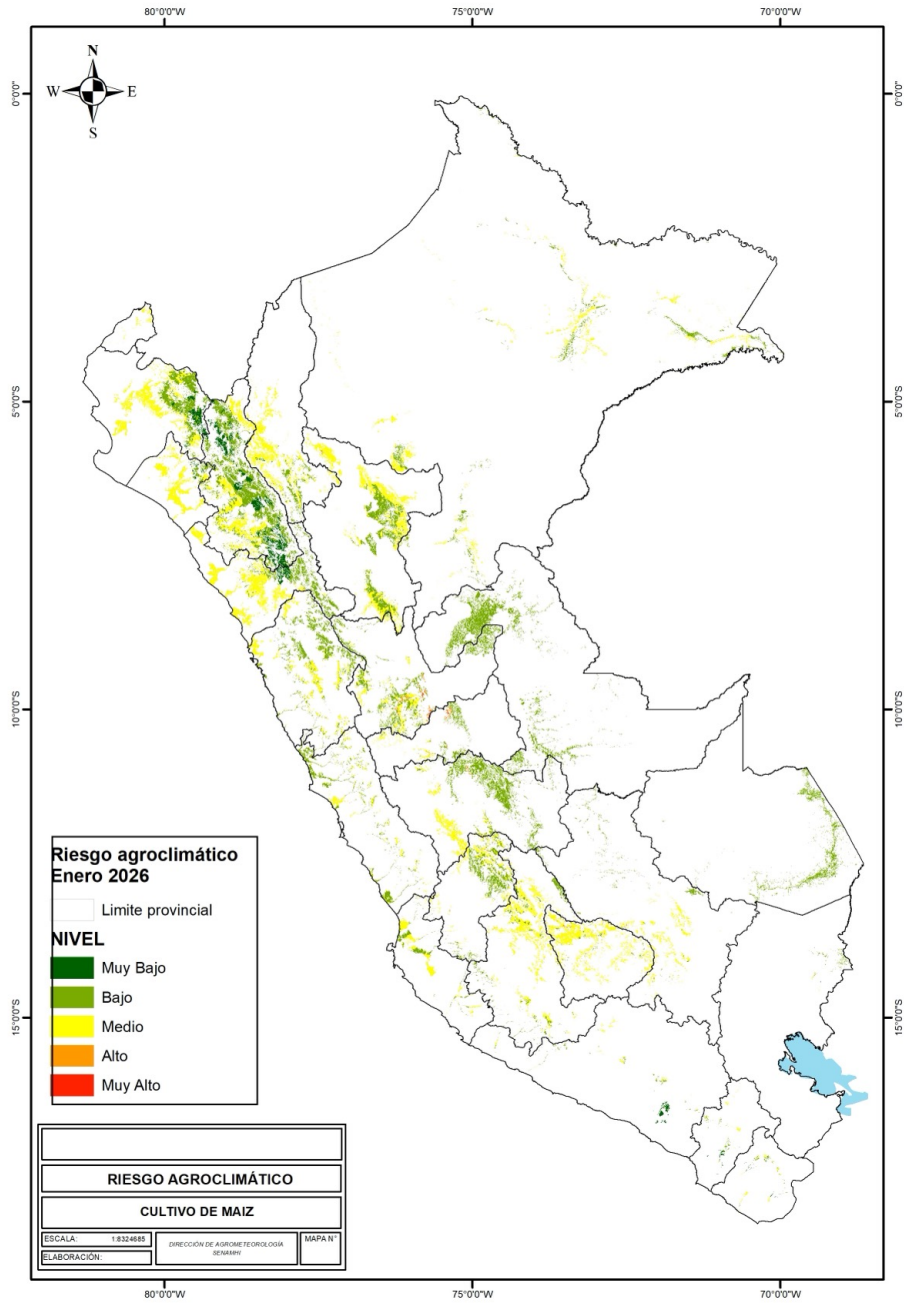 80°0'0"W
75°0'0"W
70°0'0"W
N
W
E
S
0°0'0"
0°0'0"
5°0'0"S
5°0'0"S
10°0'0"S
10°0'0"S
15°0'0"S
15°0'0"S
Riesgo agroclimático
Enero 2026
Limite provincial
NIVEL
Muy Bajo
Bajo
Medio
Alto
Muy Alto
RIESGO AGROCLIMÁTICO
CULTIVO DE MAIZ
ESCALA: 1:8324685
ELABORACIÓN:
DIRECCIÓN DE AGROMETEOROLOGÍA
SENAMHI
MAPA N°
80°0'0"W
75°0'0"W
70°0'0"W